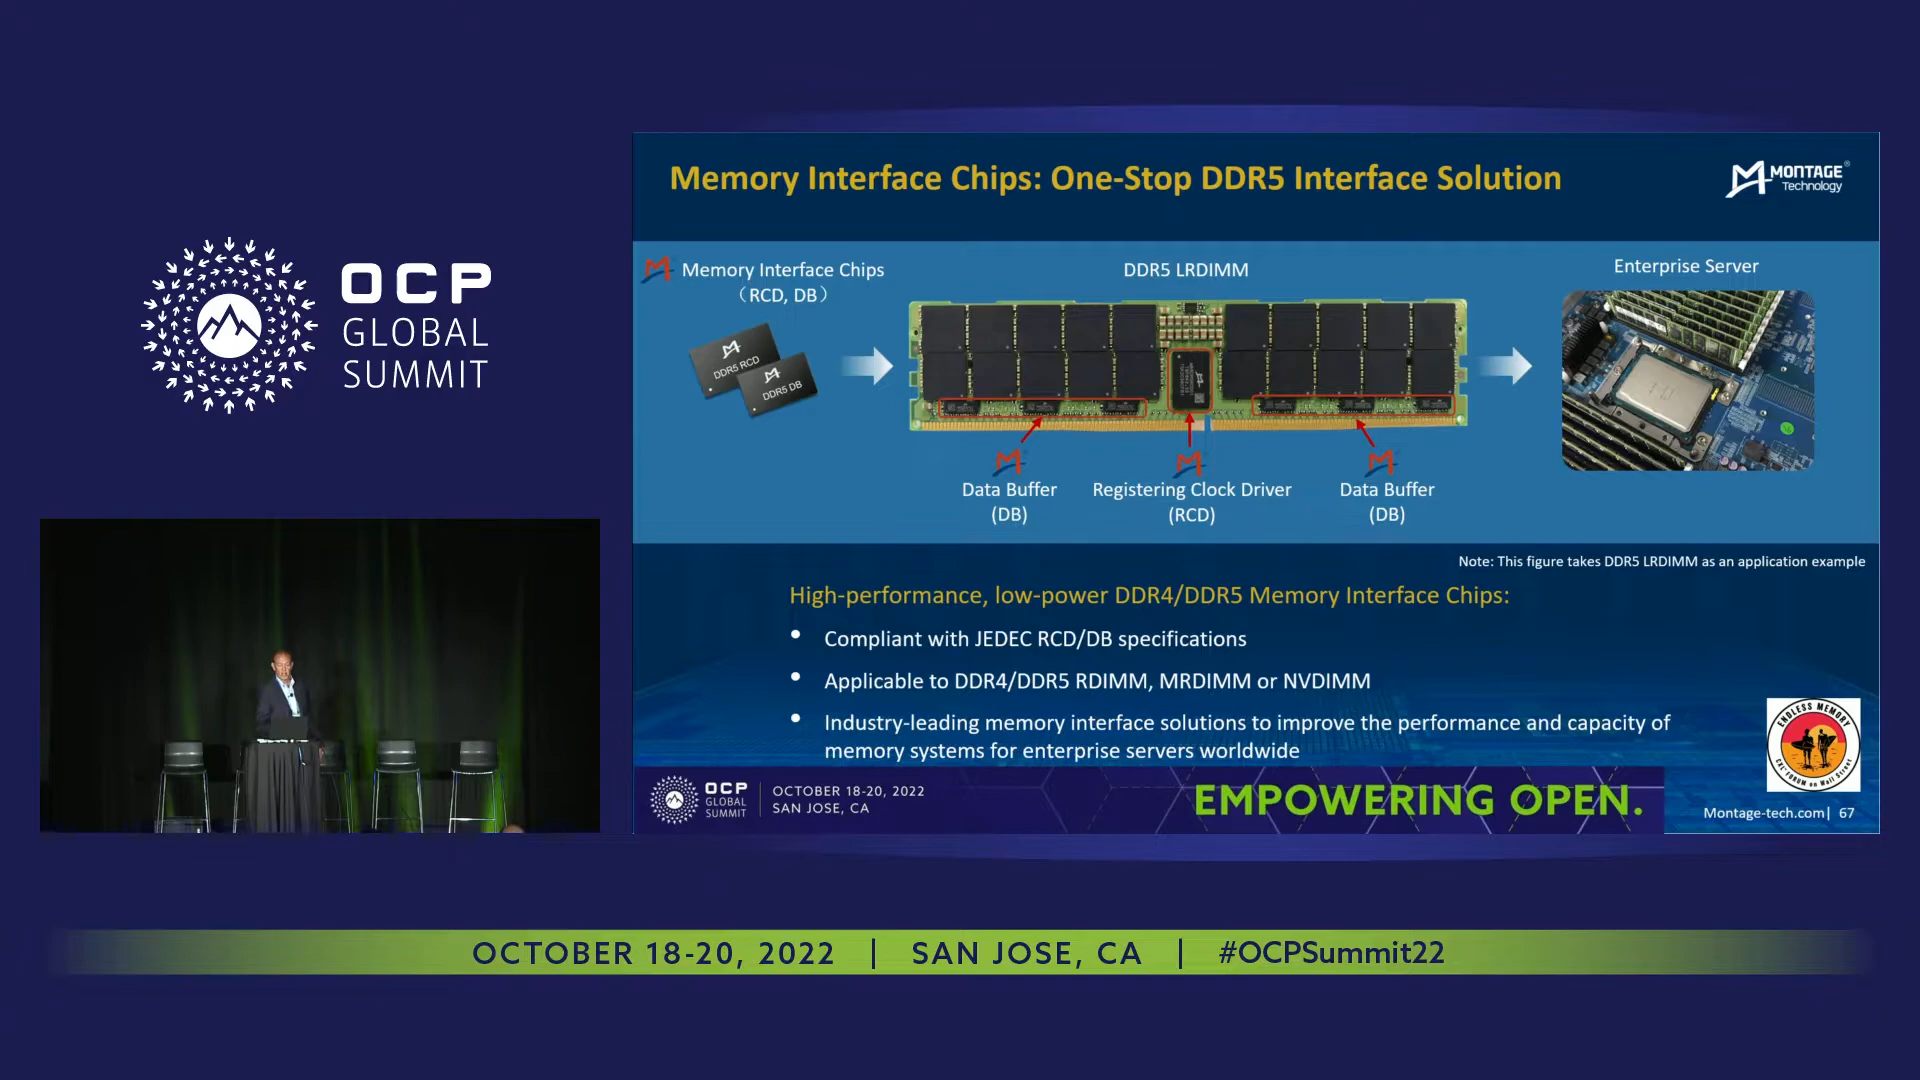 OCP
GLOBAL
SUMMIT
Memory Interface Chips: One-Stop DDR5 Interface Solution
MONTAGE®
Technology
Memory Interface Chips
（RCD, DB）
DDR5 RCD
DDR5 DB
DDR5 LRDIMM
Enterprise Server
Data Buffer
(DB)
Registering Clock Driver
(RCD)
Data Buffer
(DB)
Note: This figure takes DDR5 LRDIMM as an application example
High-performance, low-power DDR4/DDR5 Memory Interface Chips:
• Compliant with JEDEC RCD/DB specifications
• Applicable to DDR4/DDR5 RDIMM, MRDIMM or NVDIMM
• Industry-leading memory interface solutions to improve the performance and capacity of
memory systems for enterprise servers worldwide
ENDLESS MEMORY
CXL™ FORUM on Wall Street
OCP
GLOBAL
SUMMIT
OCTOBER 18-20, 2022
SAN JOSE, CA
EMPOWERING OPEN.
Montage-tech.com| 67
OCTOBER 18-20, 2022 | SAN JOSE, CA | #OCPSummit22